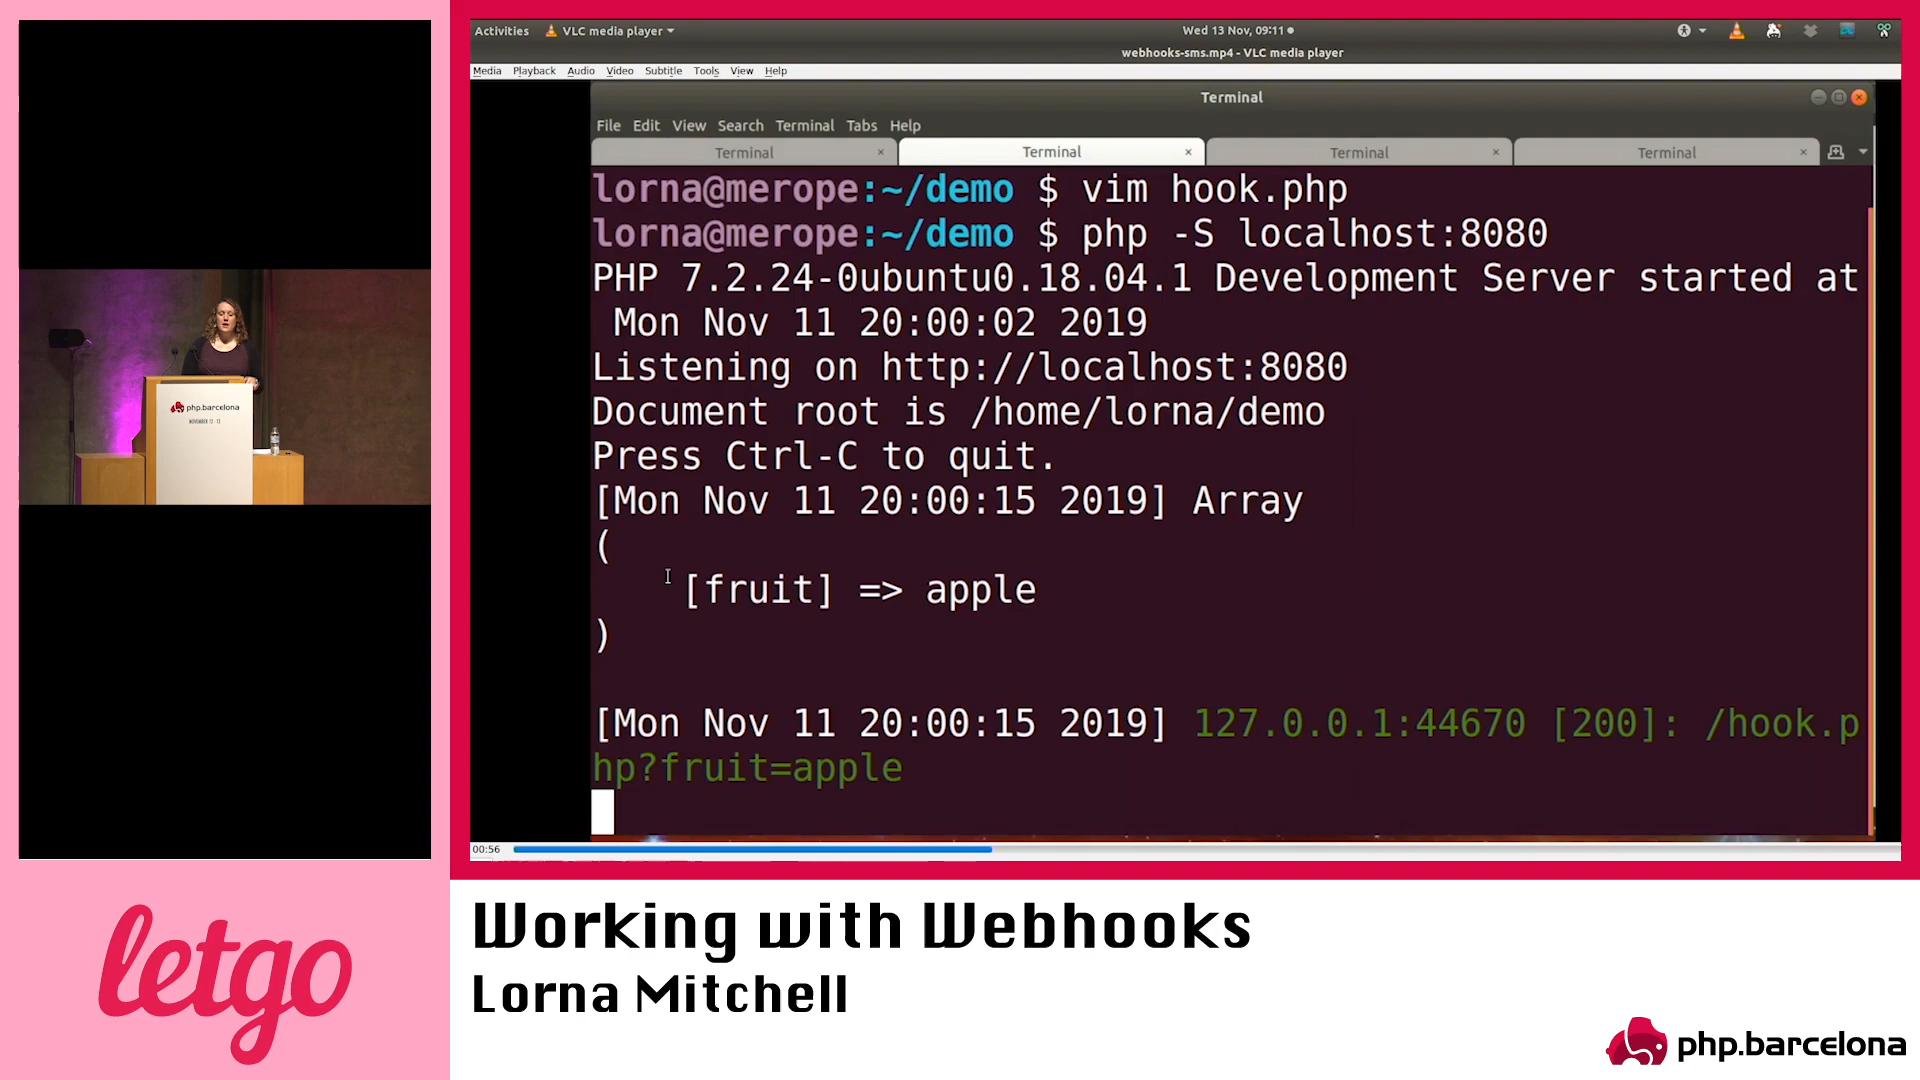 Activities
VLC media player
Wed 13 Nov, 09:11
webhooks-sms.mp4 - VLC media player
Media Playback Audio Video Subtitle Tools View Help
Terminal
File Edit View Search Terminal Tabs Help
Terminal Terminal Terminal Terminal
lorna@merope:~/demo $ vim hook.php
lorna@merope:~/demo $ php -S localhost:8080
PHP 7.2.24-0ubuntu0.18.04.1 Development Server started at
Mon Nov 11 20:00:02 2019
Listening on http://localhost:8080
Document root is /home/lorna/demo
Press Ctrl-C to quit.
[Mon Nov 11 20:00:15 2019] Array
(
[fruit] => apple
)
[Mon Nov 11 20:00:15 2019] 127.0.0.1:44670 [200]: /hook.p
hp?fruit=apple
00:56
php.barcelona
NOVEMBER 12 - 13
letgo
Working with Webhooks
Lorna Mitchell
php.barcelona